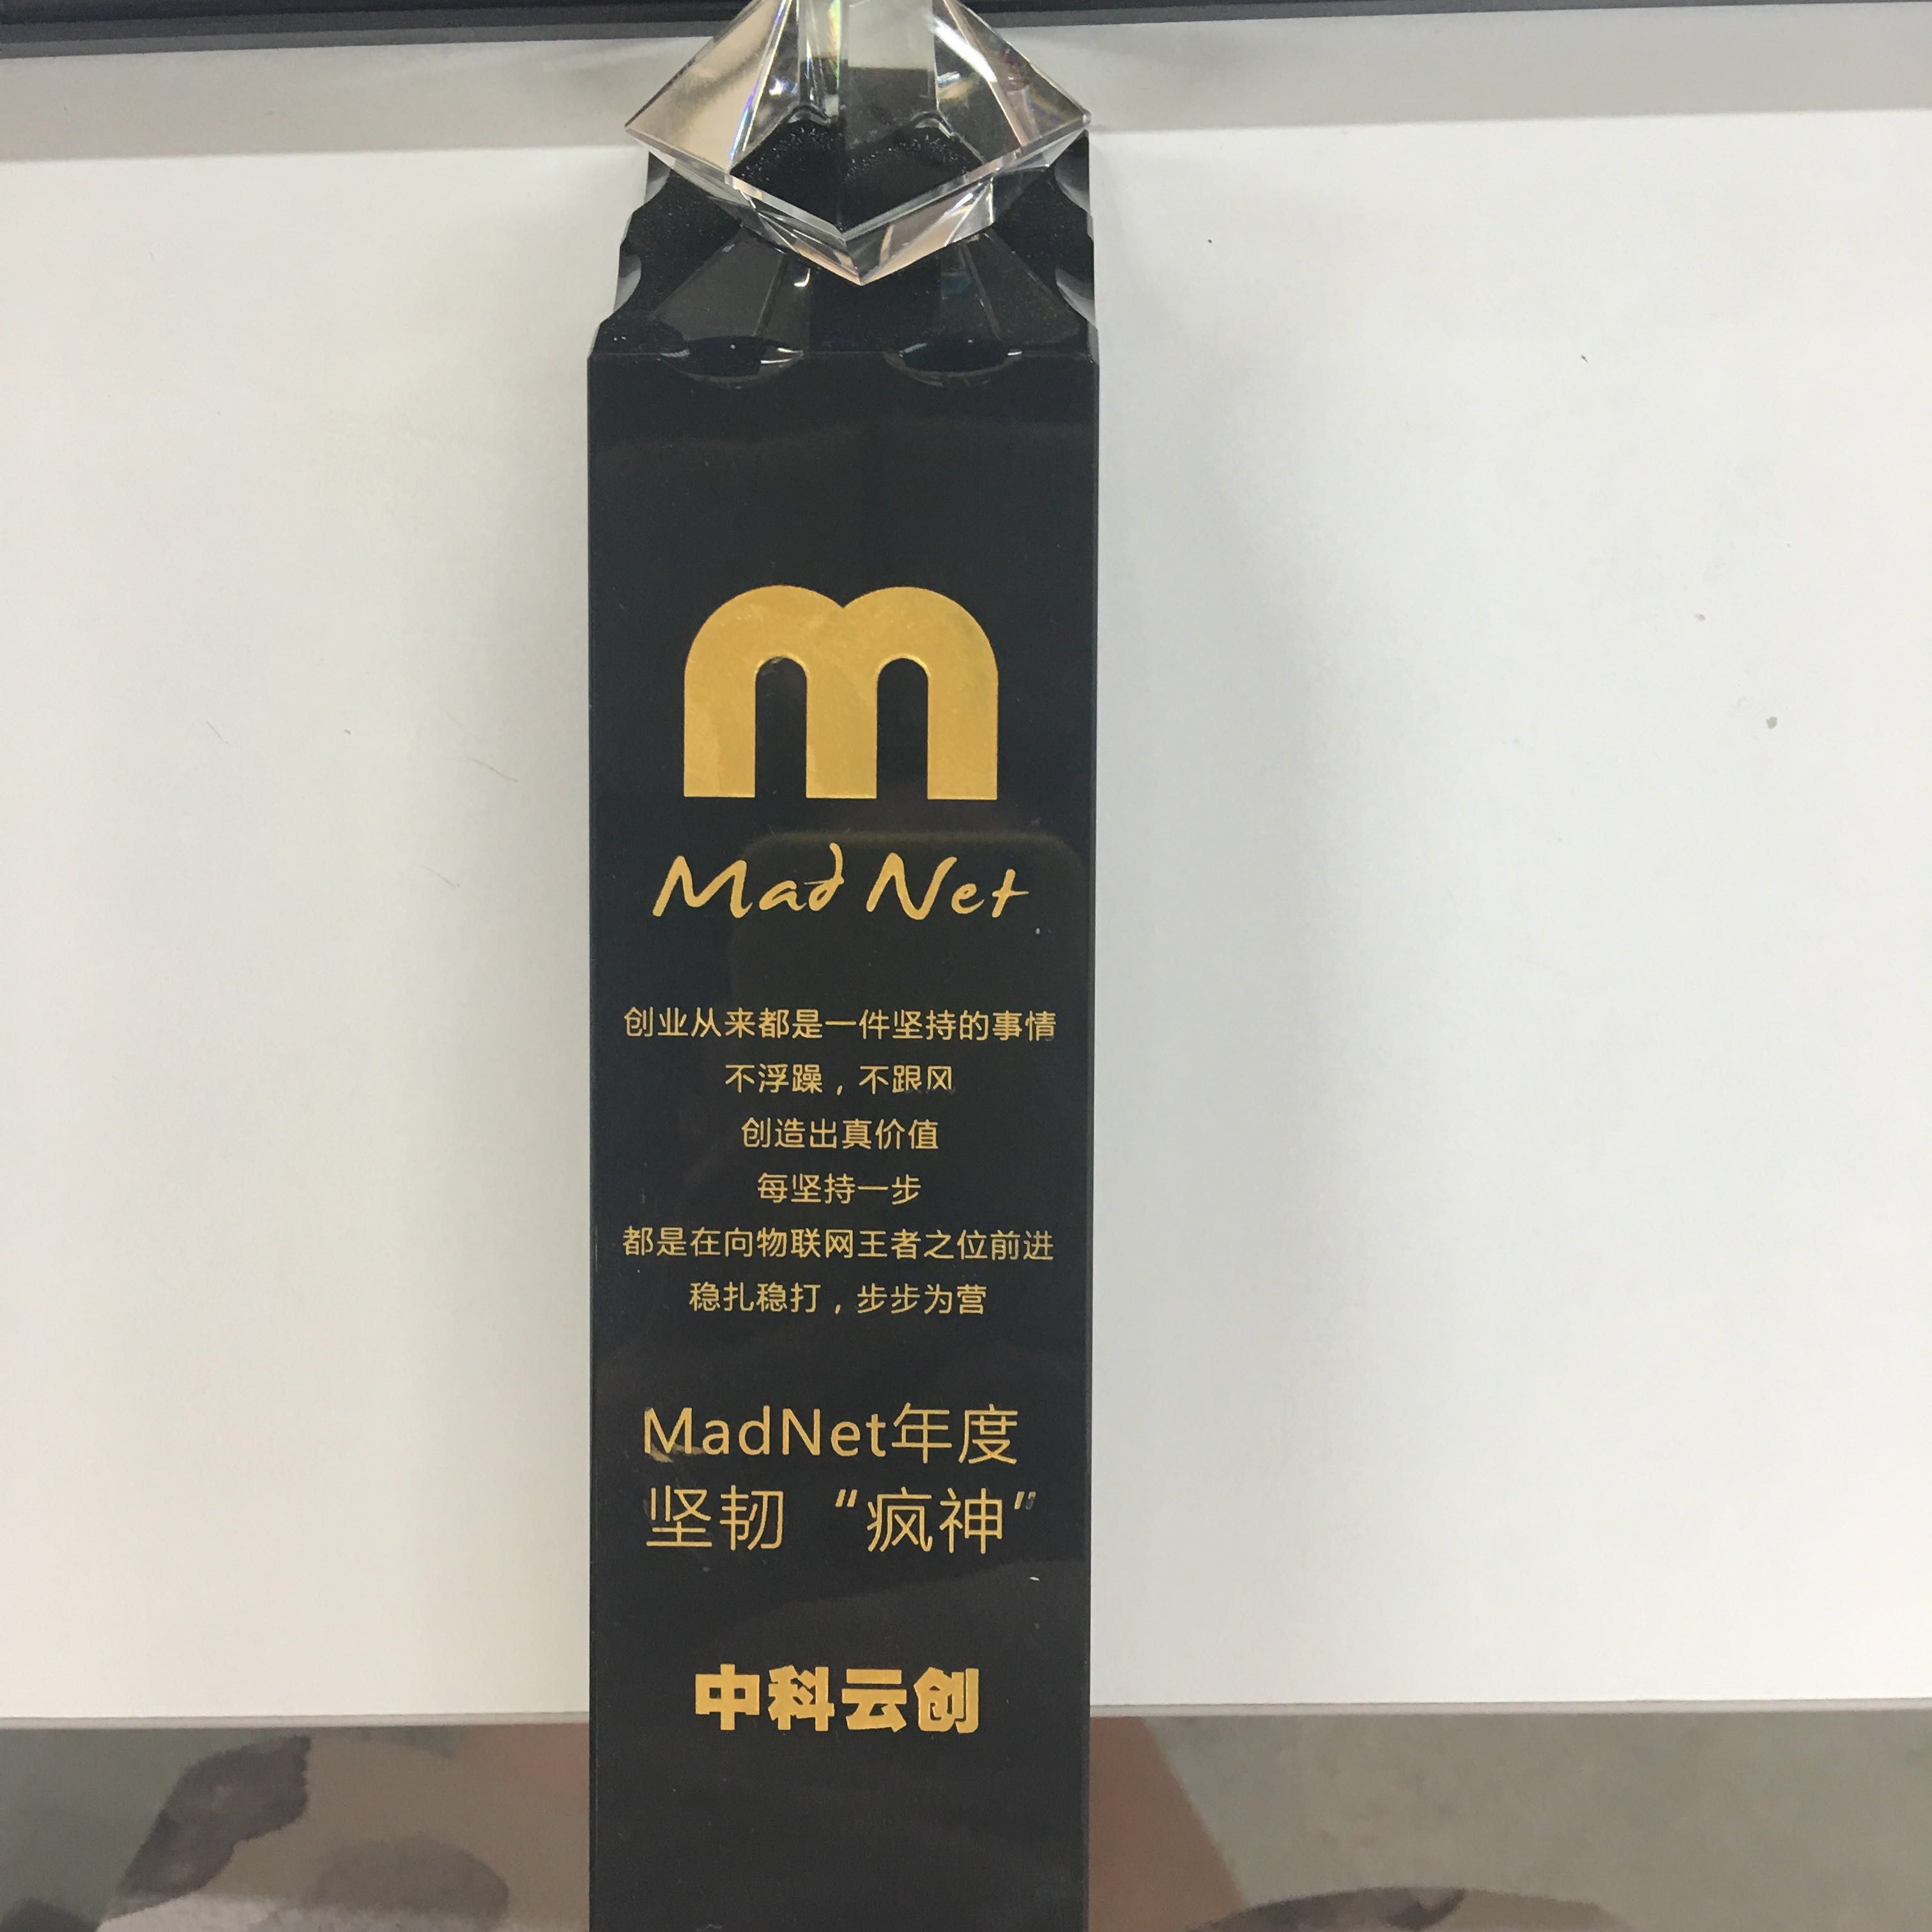 m
Mad Net
创业从来都是一件坚持的事情
不浮躁，不跟风
创造出真价值
每坚持一步
都是在向物联网王者之位前进
稳扎稳打，步步为营
MadNet年度
坚韧“疯神”
中科云创